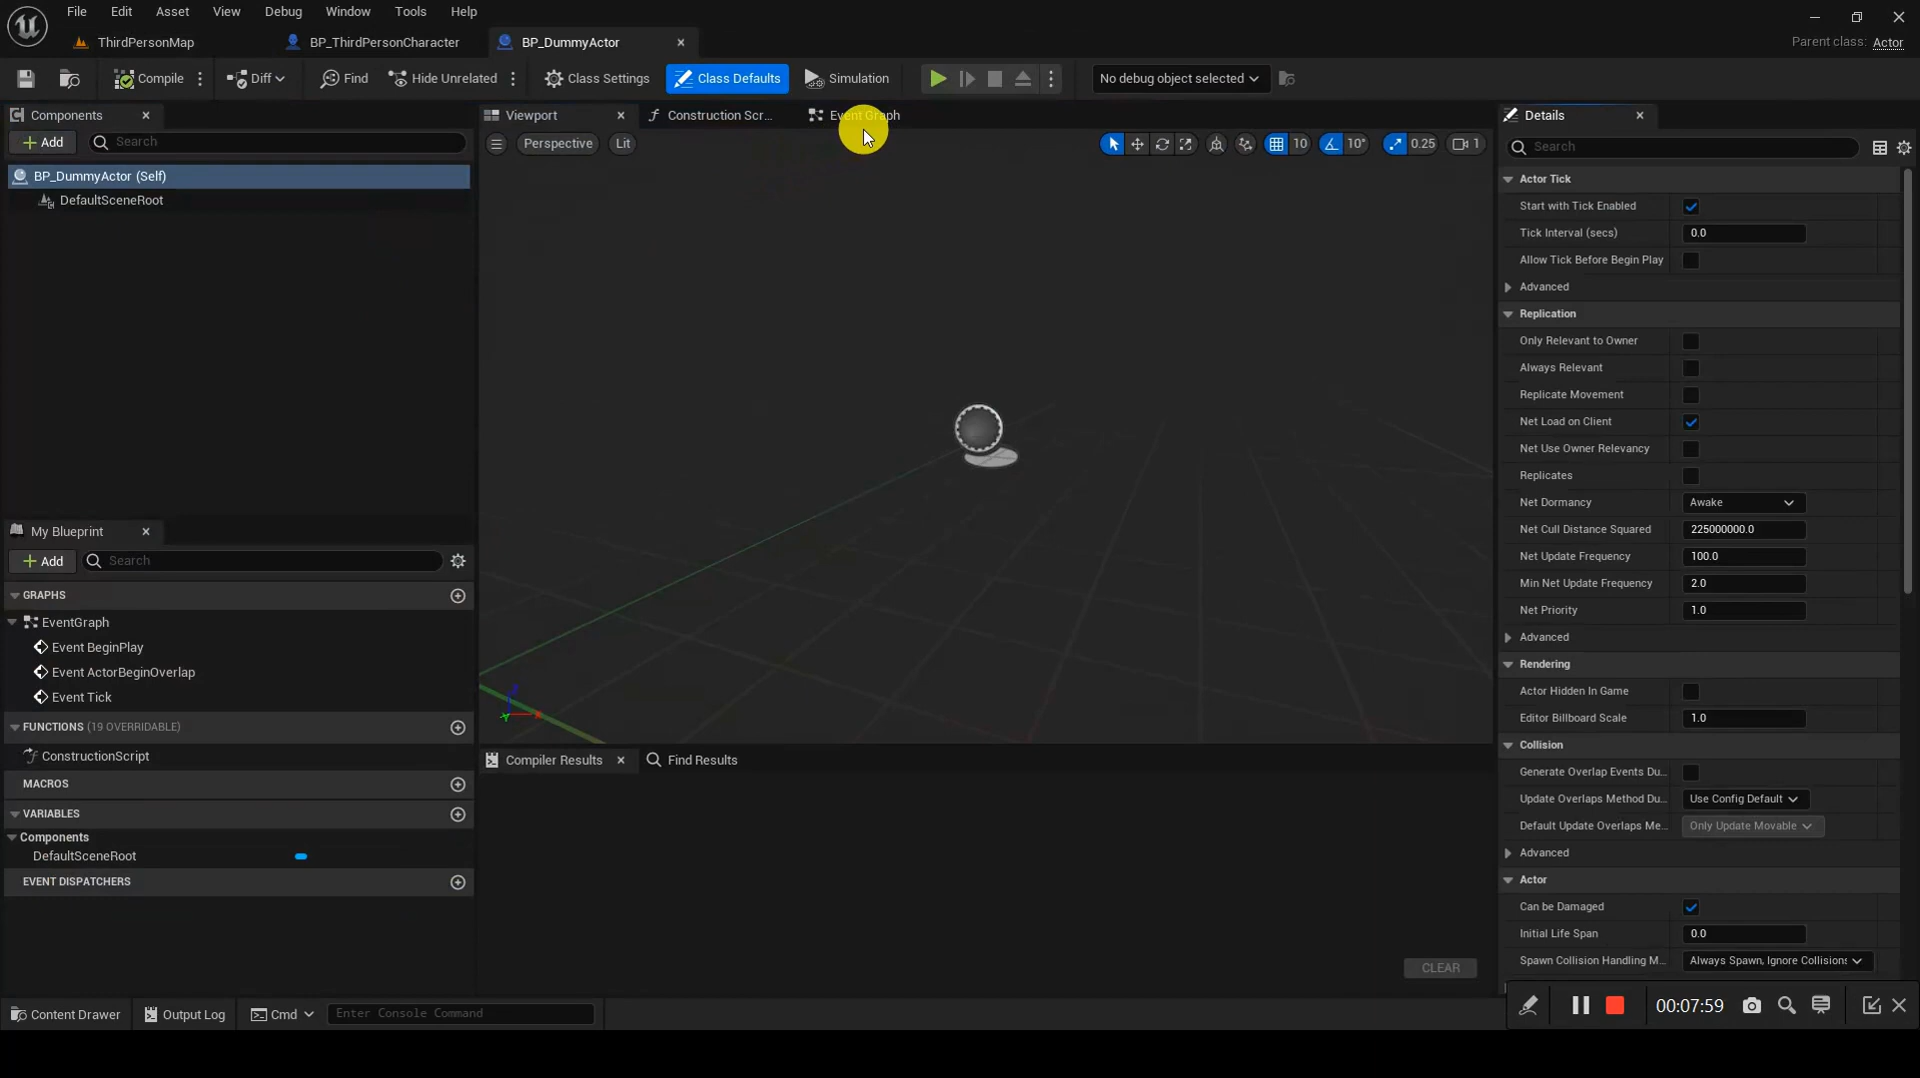 File Edit Asset View Debug Window Tools Help
ThirdPersonMap BP_ThirdPersonCharacter BP_DummyActor
Parent class: Actor
Compile Diff Find Hide Unrelated Class Settings Class Defaults Simulation No debug object selected
Components
Add Search
BP_DummyActor (Self)
DefaultSceneRoot
My Blueprint
Add Search
GRAPHS
EventGraph
Event BeginPlay
Event ActorBeginOverlap
Event Tick
FUNCTIONS (19 OVERRIDABLE)
ConstructionScript
MACROS
VARIABLES
Components
DefaultSceneRoot
EVENT DISPATCHERS
Viewport Construction Scr... Event Graph
Perspective Lit 10 10° 0.25 1
Compiler Results Find Results
CLEAR
Details
Search
Actor Tick
Start with Tick Enabled
Tick Interval (secs) 0.0
Allow Tick Before Begin Play
Advanced
Replication
Only Relevant to Owner
Always Relevant
Replicate Movement
Net Load on Client
Net Use Owner Relevancy
Replicates
Net Dormancy Awake
Net Cull Distance Squared 225000000.0
Net Update Frequency 100.0
Min Net Update Frequency 2.0
Net Priority 1.0
Advanced
Rendering
Actor Hidden In Game
Editor Billboard Scale 1.0
Collision
Generate Overlap Events Du...
Update Overlaps Method Du... Use Config Default
Default Update Overlaps Me... Only Update Movable
Advanced
Actor
Can be Damaged
Initial Life Span 0.0
Spawn Collision Handling M... Always Spawn, Ignore Collisions
Content Drawer Output Log Cmd Enter Console Command
00:07:59